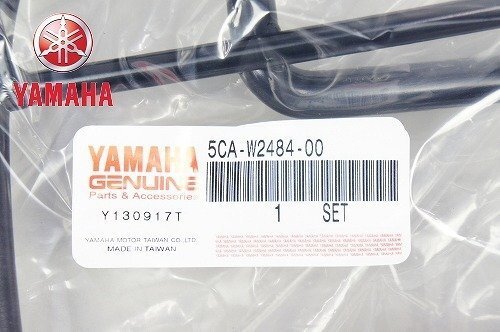 YAMAHA
YAMAHA
GENUINE
Parts & Accessories
Y130917T
YAMAHA MOTOR TAIWAN CO.,LTD.
MADE IN TAIWAN
5CA-W2484-00
1 SET